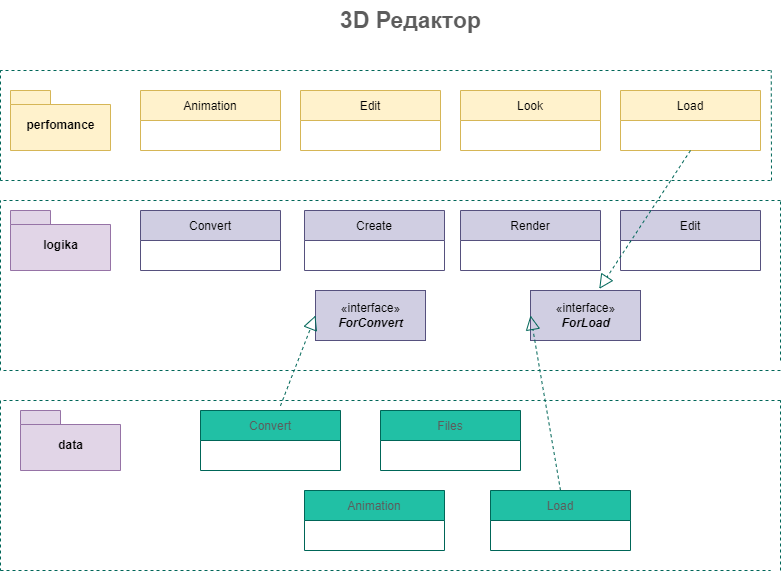 3D Редактор
perfomance
Animation
Edit
Look
Load
logika
Convert
Create
Render
Edit
«interface»
ForConvert
«interface»
ForLoad
data
Convert
Files
Animation
Load